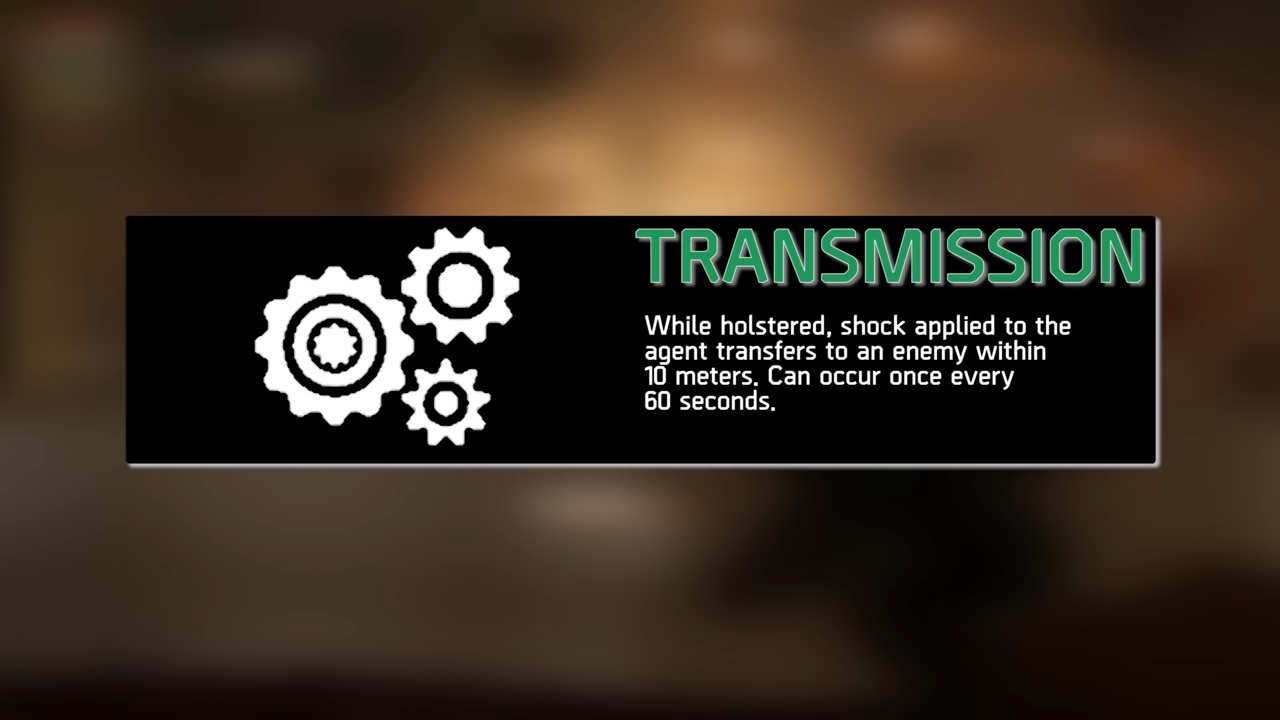 TRANSMISSION
While holstered, shock applied to the
agent transfers to an enemy within
10 meters. Can occur once every
60 seconds.